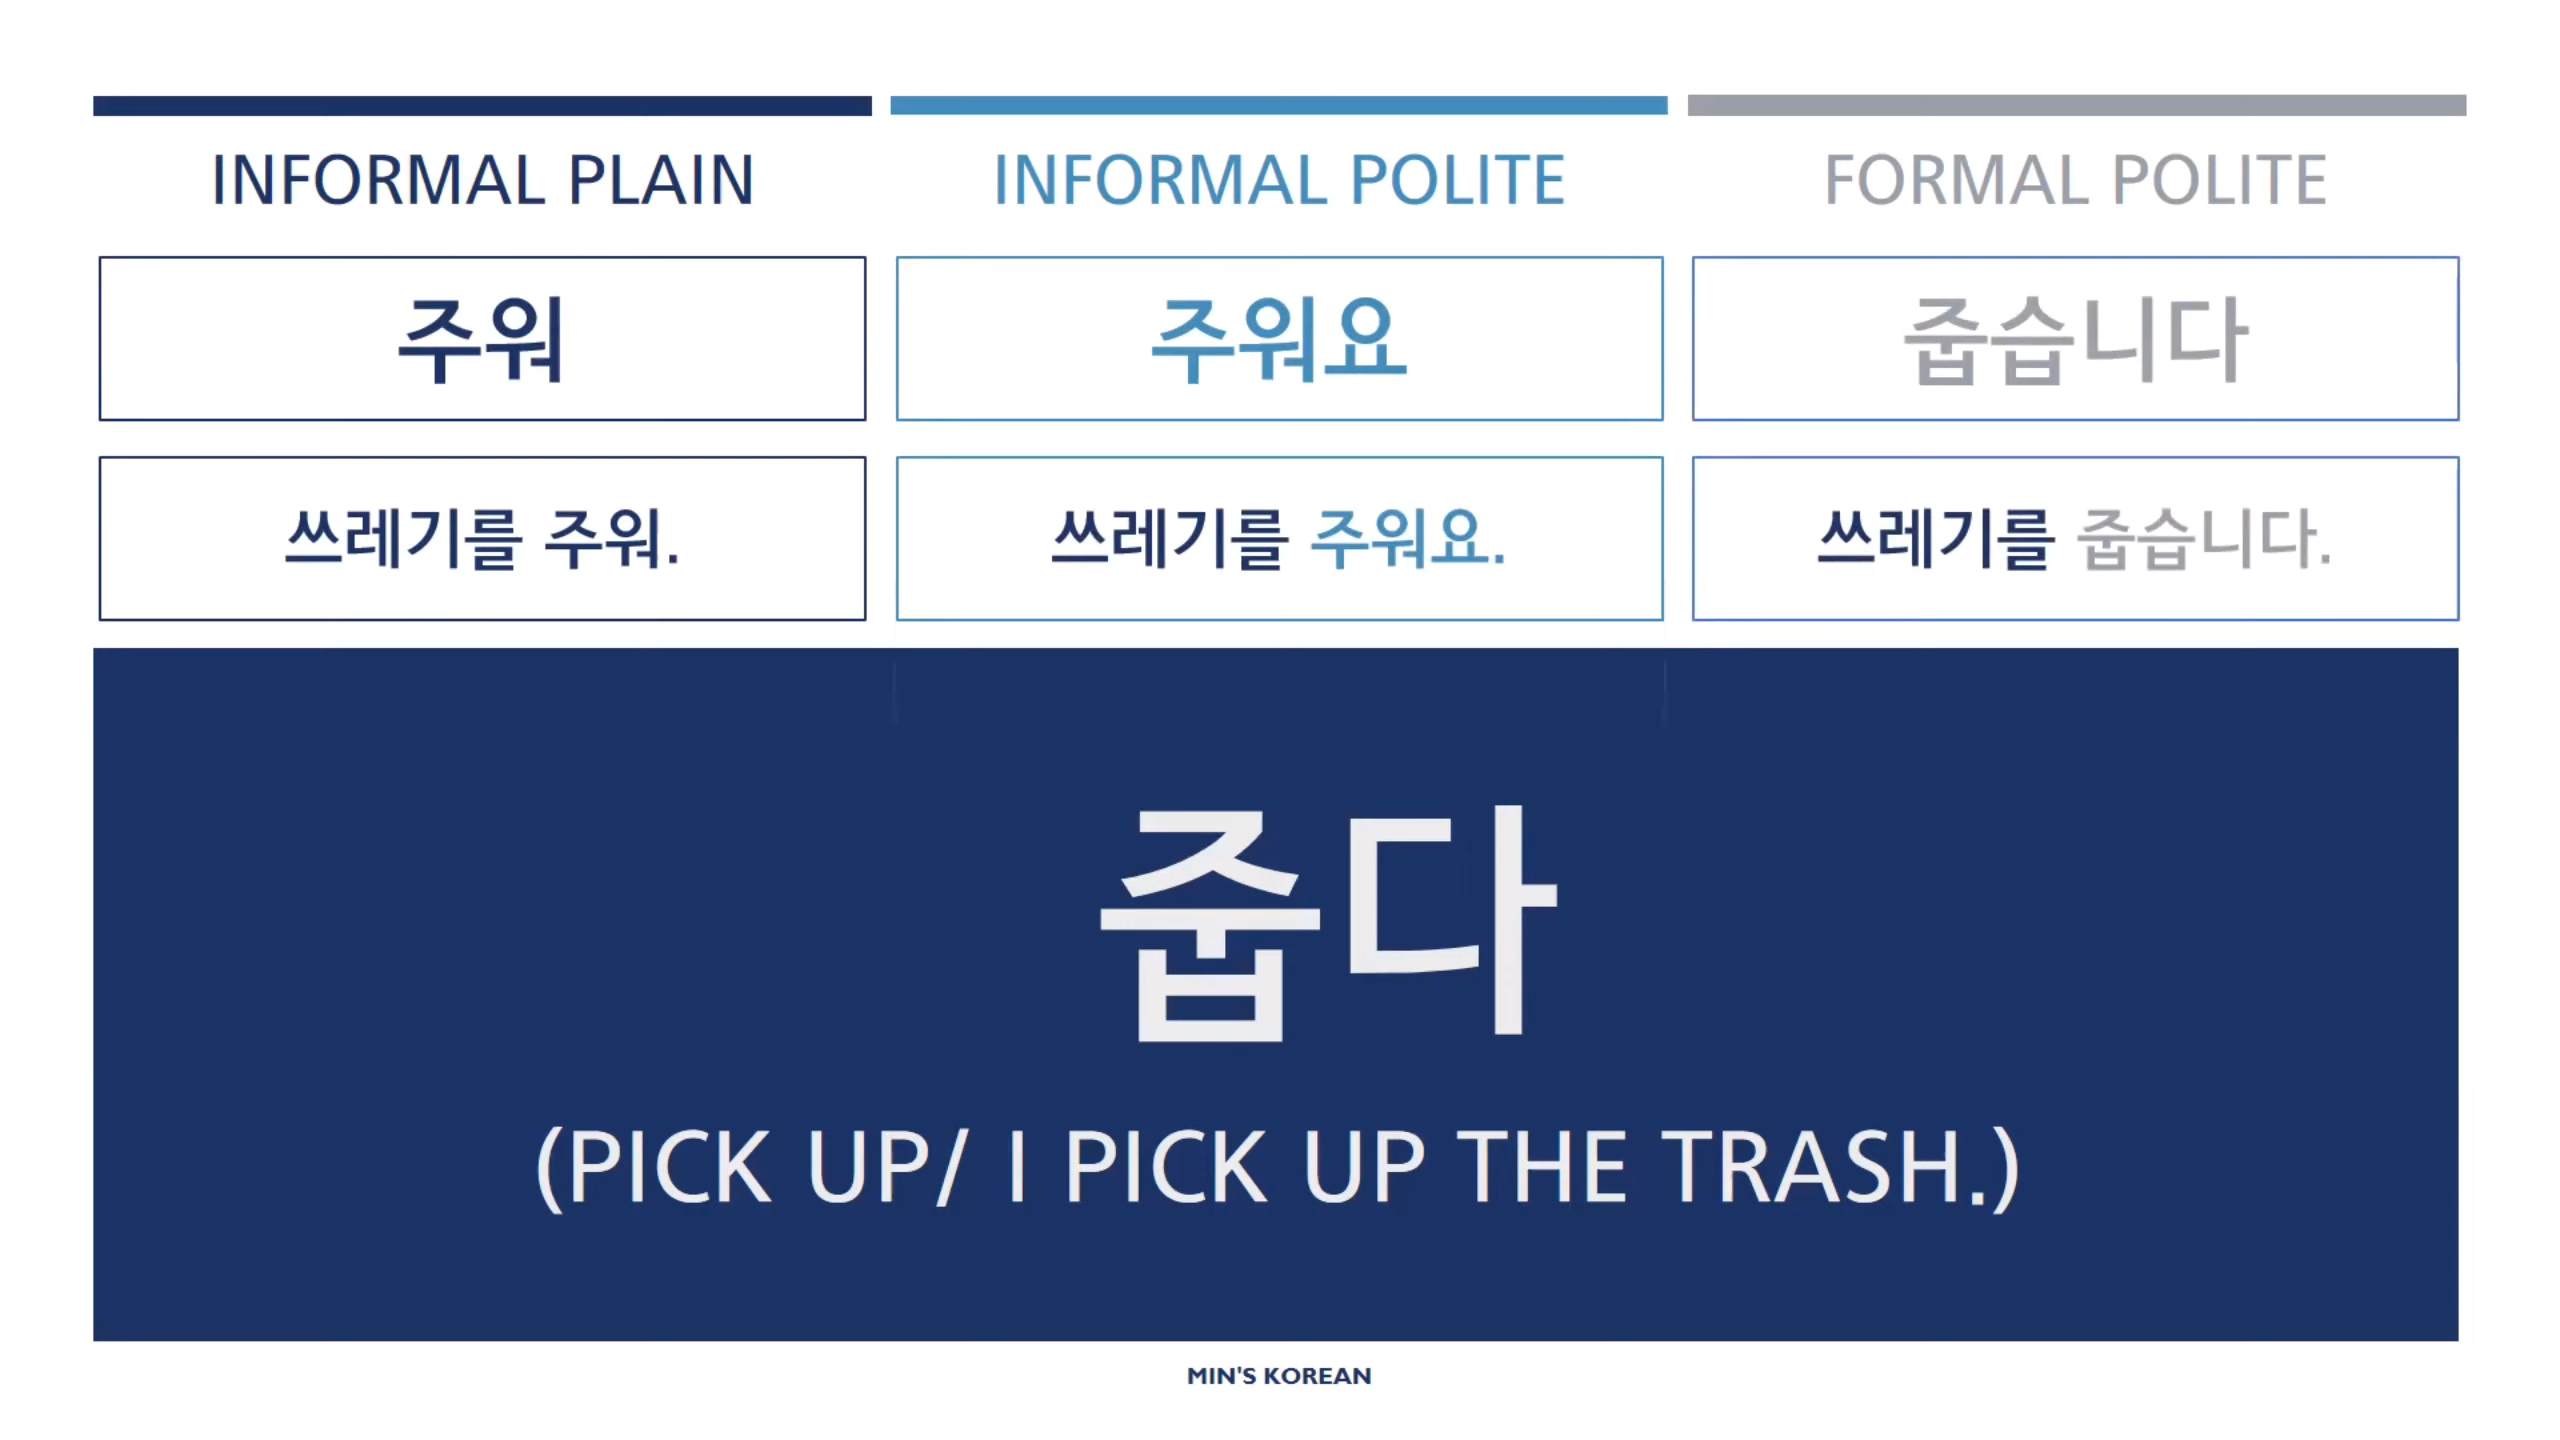 INFORMAL PLAIN
INFORMAL POLITE
FORMAL POLITE
주워
주워요
줍습니다
쓰레기를 주워.
쓰레기를 주워요.
쓰레기를 줍습니다.
줍다
(PICK UP/ I PICK UP THE TRASH.)
MIN'S KOREAN